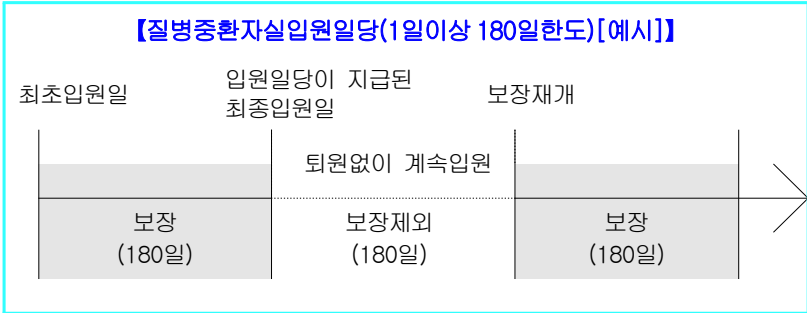 【질병중환자실입원일당(1일이상 180일한도)[예시]】
최초입원일
입원일당이 지급된
최종입원일
보장재개
퇴원없이 계속입원
보장
(180일)
보장제외
(180일)
보장
(180일)